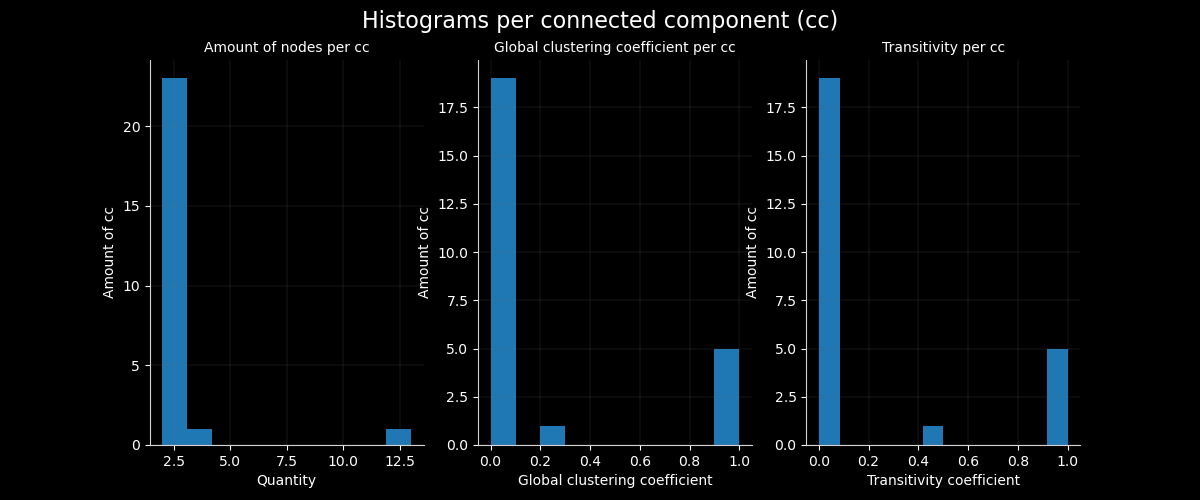 Histograms per connected component (cc)
Amount of nodes per cc
Amount of cc
20
15
10
5
0
2.5 5.0 7.5 10.0 12.5
Quantity
Global clustering coefficient per cc
Amount of cc
17.5
15.0
12.5
10.0
7.5
5.0
2.5
0.0
0.0 0.2 0.4 0.6 0.8 1.0
Global clustering coefficient
Transitivity per cc
Amount of cc
17.5
15.0
12.5
10.0
7.5
5.0
2.5
0.0
0.0 0.2 0.4 0.6 0.8 1.0
Transitivity coefficient